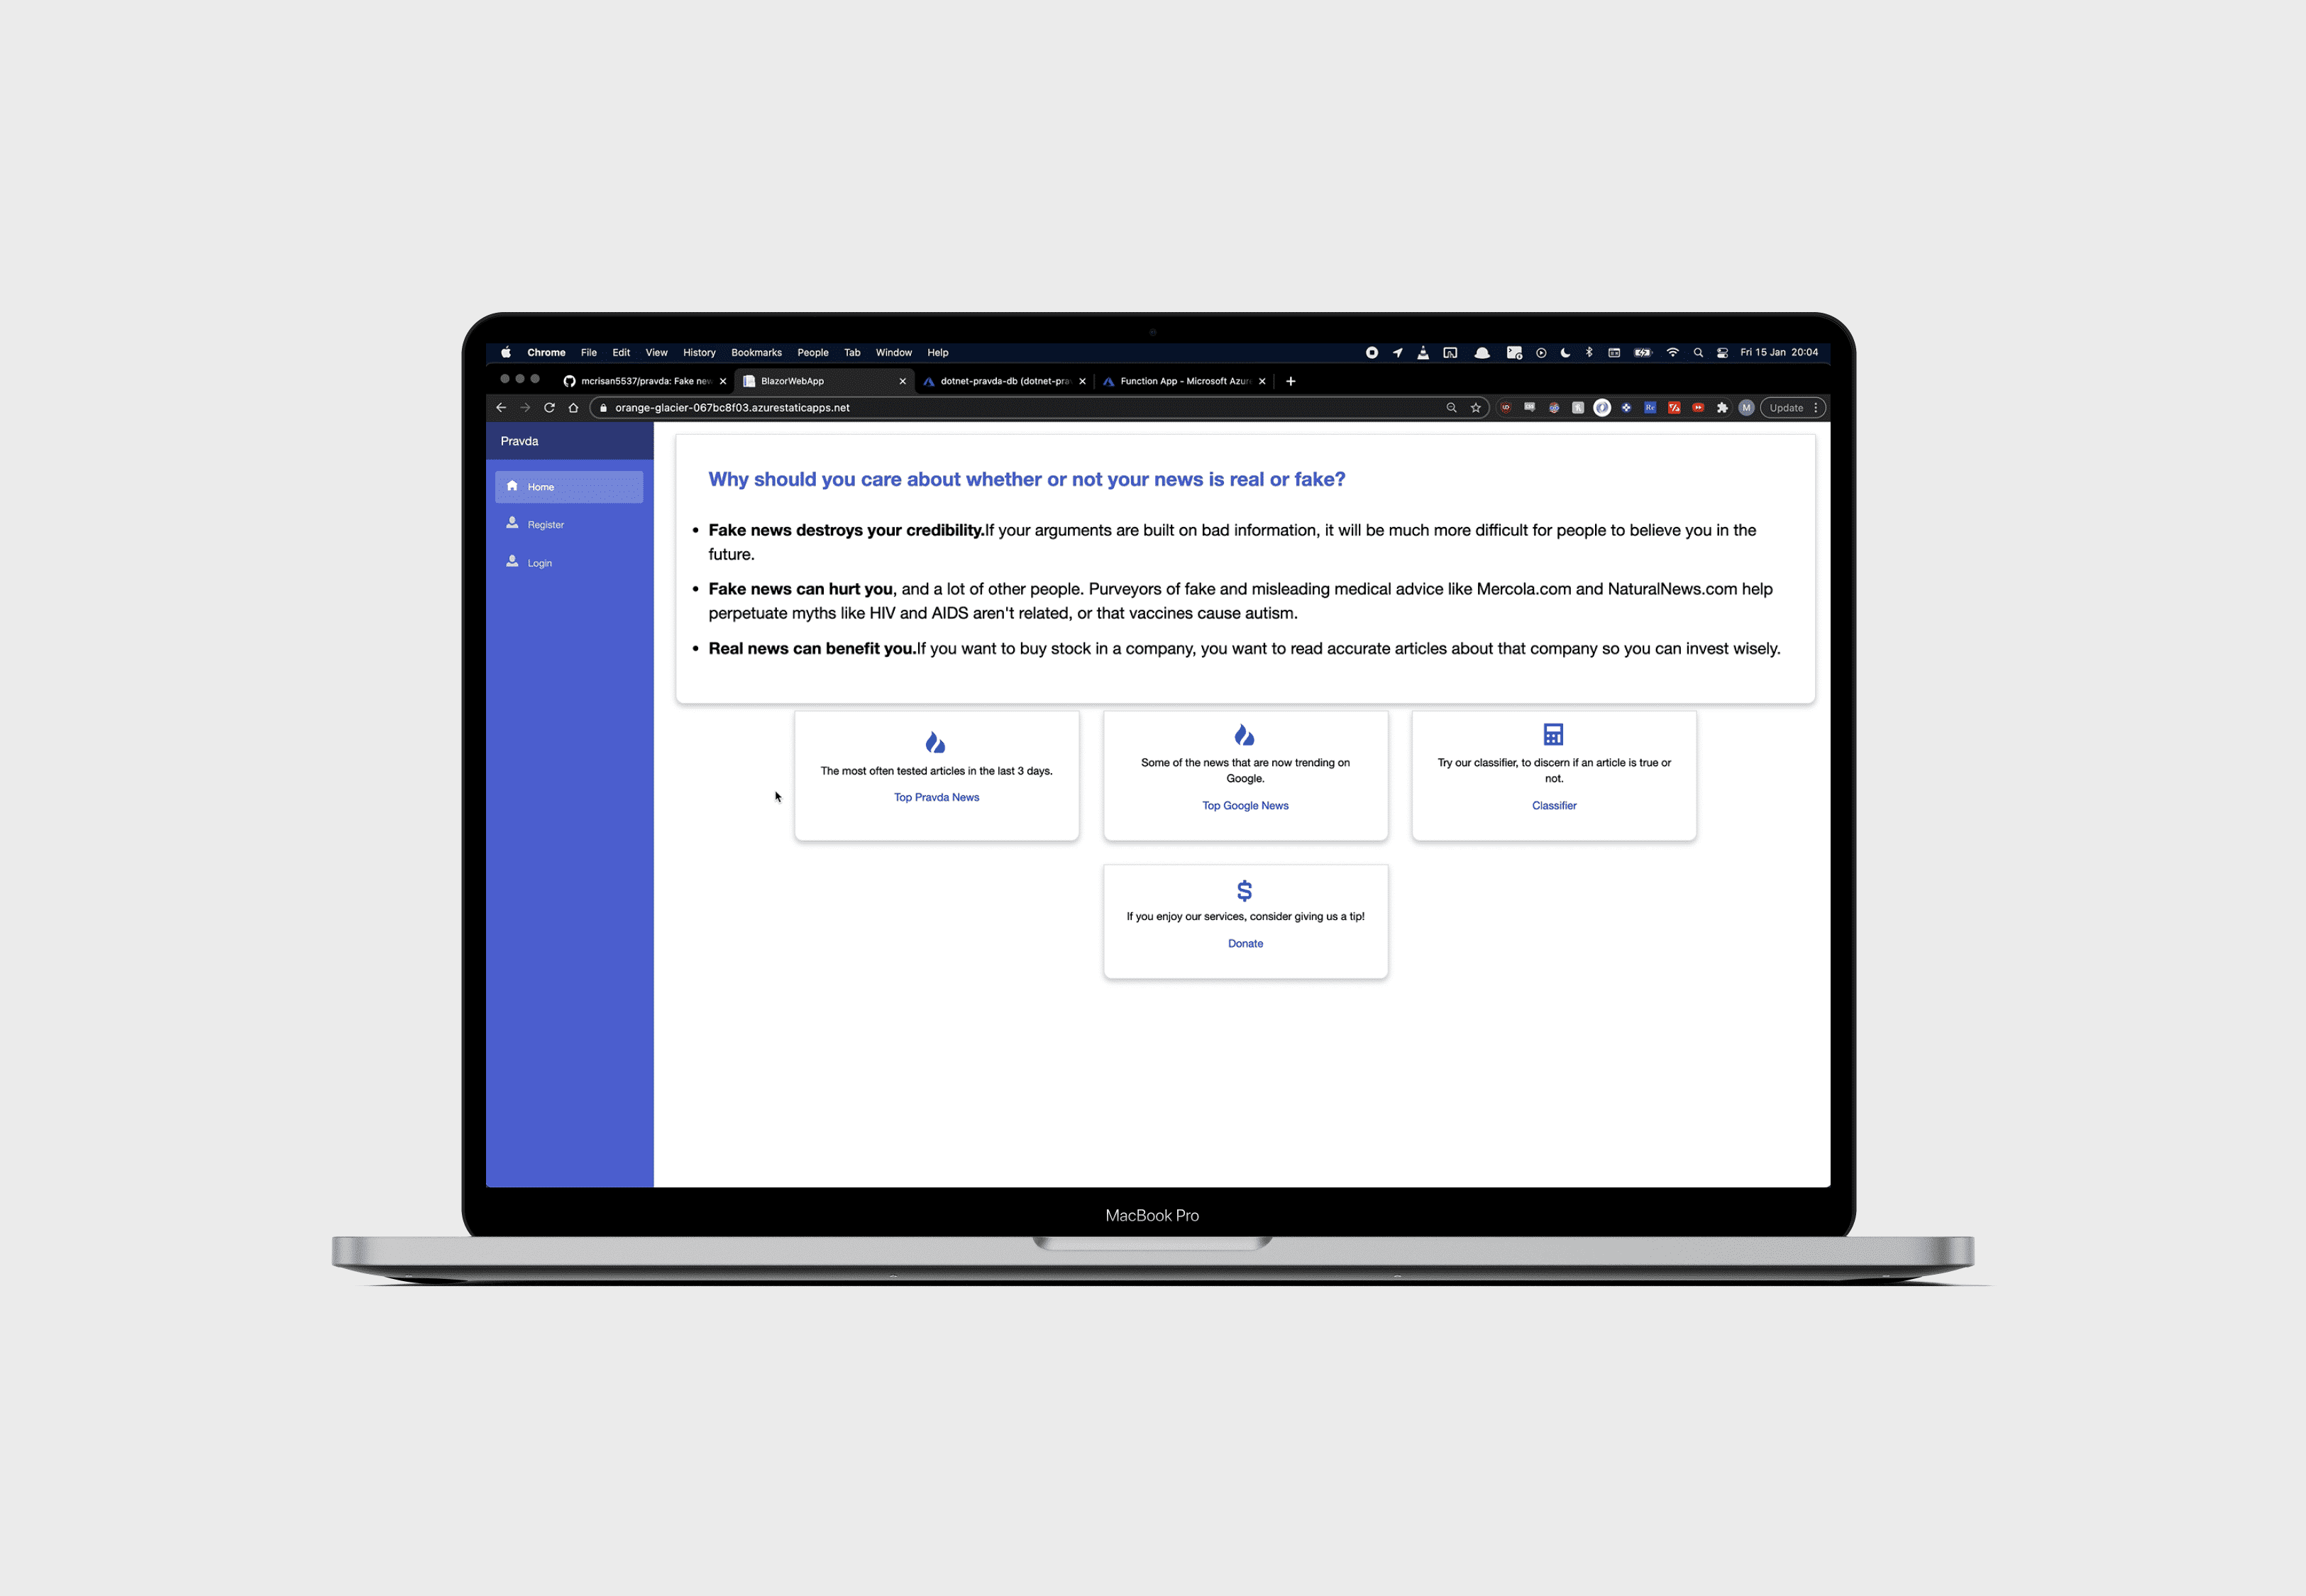 Chrome File Edit View History Bookmarks People Tab Window Help Fri 15 Jan 20:04
mcrisan5537/pravda: Fake new BlazorWebApp dotnet-pravda-db (dotnet-prav Function App - Microsoft Azur
orange-glacier-067bc8f03.azurestaticapps.net M Update
Pravda
Home
Register
Login
Why should you care about whether or not your news is real or fake?
• Fake news destroys your credibility.If your arguments are built on bad information, it will be much more difficult for people to believe you in the
future.
• Fake news can hurt you, and a lot of other people. Purveyors of fake and misleading medical advice like Mercola.com and NaturalNews.com help
perpetuate myths like HIV and AIDS aren't related, or that vaccines cause autism.
• Real news can benefit you.If you want to buy stock in a company, you want to read accurate articles about that company so you can invest wisely.
The most often tested articles in the last 3 days.
Top Pravda News
Some of the news that are now trending on
Google.
Top Google News
Try our classifier, to discern if an article is true or
not.
Classifier
$
If you enjoy our services, consider giving us a tip!
Donate
MacBook Pro